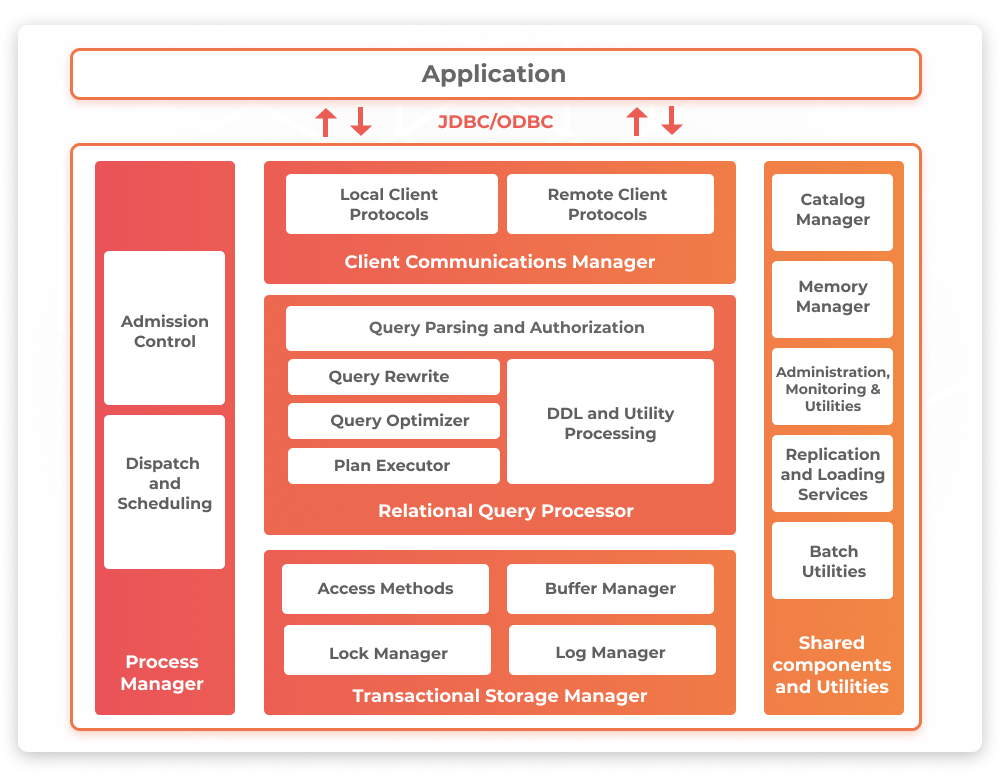 Application
JDBC/ODBC
Admission
Control
Dispatch
and
Scheduling
Process
Manager
Local Client
Protocols
Remote Client
Protocols
Client Communications Manager
Query Parsing and Authorization
Query Rewrite
Query Optimizer
Plan Executor
DDL and Utility
Processing
Relational Query Processor
Access Methods
Buffer Manager
Lock Manager
Log Manager
Transactional Storage Manager
Catalog
Manager
Memory
Manager
Administration,
Monitoring &
Utilities
Replication
and Loading
Services
Batch
Utilities
Shared
components
and Utilities